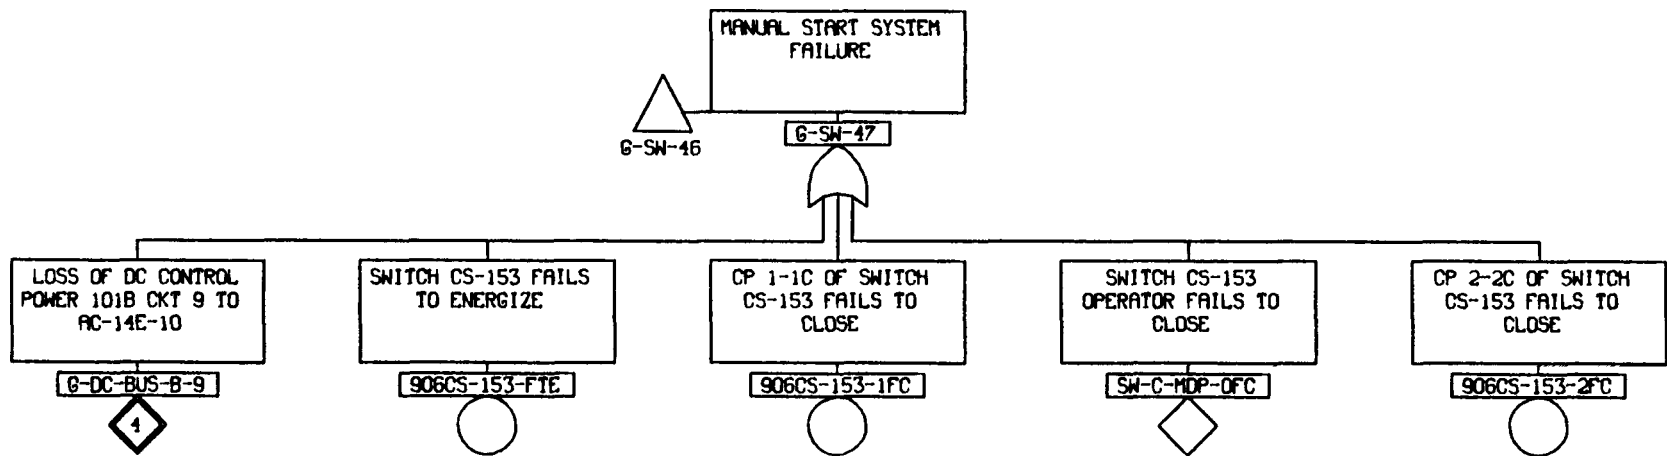 MANUAL START SYSTEM
FAILURE
G-SW-46
G-SW-47
LOSS OF DC CONTROL
POWER 101B CKT 9 TO
AC-14E-10
SWITCH CS-153 FAILS
TO ENERGIZE
CP 1-1C OF SWITCH
CS-153 FAILS TO
CLOSE
SWITCH CS-153
OPERATOR FAILS TO
CLOSE
CP 2-2C OF SWITCH
CS-153 FAILS TO
CLOSE
G-DC-BUS-B-9
906CS-153-FTE
906CS-153-1FC
SW-C-MDP-OFC
906CS-153-2FC
4